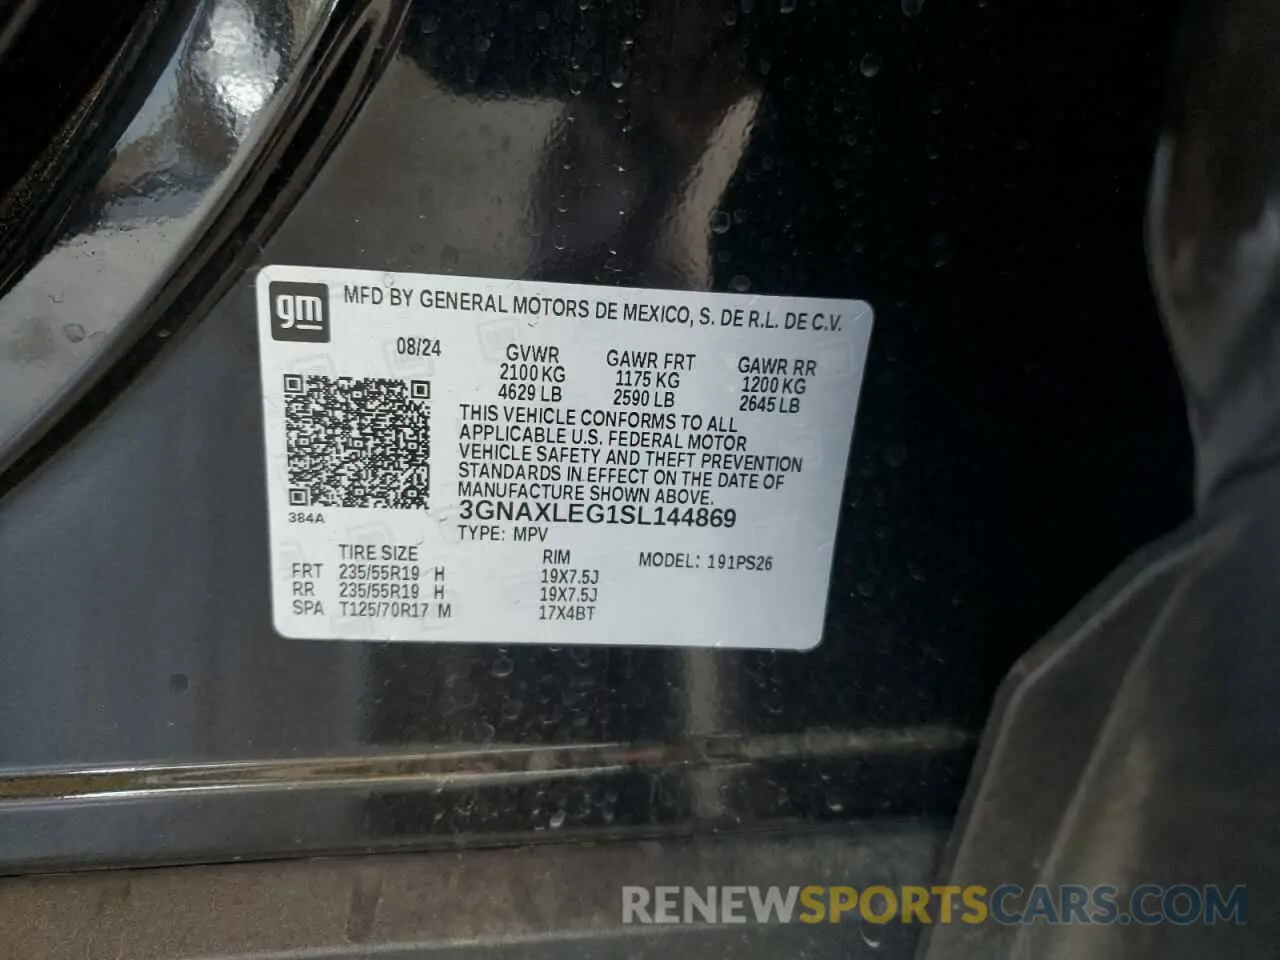 gm MFD BY GENERAL MOTORS DE MEXICO, S. DE R.L. DE C.V.
08/24 GVWR GAWR FRT GAWR RR
2100 KG 1175 KG 1200 KG
4629 LB 2590 LB 2645 LB
THIS VEHICLE CONFORMS TO ALL
APPLICABLE U.S. FEDERAL MOTOR
VEHICLE SAFETY AND THEFT PREVENTION
STANDARDS IN EFFECT ON THE DATE OF
MANUFACTURE SHOWN ABOVE.
384A 3GNAXLEG1SL144869
TYPE: MPV
TIRE SIZE RIM MODEL: 191PS26
FRT 235/55R19 H 19X7.5J
RR 235/55R19 H 19X7.5J
SPA T125/70R17 M 17X4BT
RENEWSPORTSCARS.COM